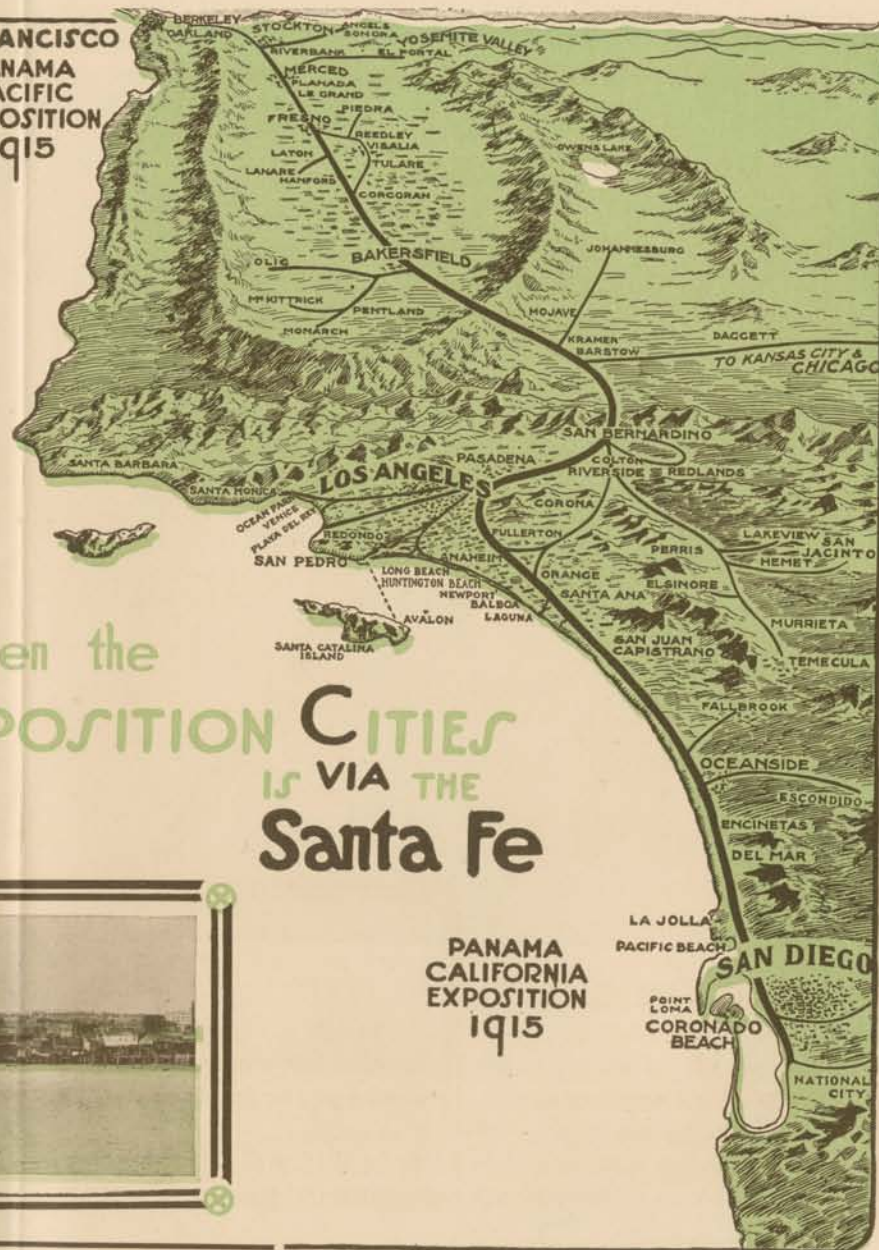 ANCISCO
NAMA
ACIFIC
OSITION
1915
BERKELEY
OAKLAND
STOCKTON
ANGELS
SONORA
YOSEMITE VALLEY
RIVERBANK
EL PORTAL
MERCED
PLANADA
LE GRAND
PIEDRA
FRESNO
REEDLEY
VISALIA
LATON
TULARE
LANARE
HANFORD
CORCORAN
OWENS LAKE
OLIG
BAKERSFIELD
JOHANNESBURG
McKITTRICK
PENTLAND
MOJAVE
MONARCH
KRAMER
BARSTOW
DAGGETT
TO KANSAS CITY &
CHICAGO
SAN BERNARDINO
SANTA BARBARA
PASADENA
COLTON
RIVERSIDE
REDLANDS
SANTA MONICA
LOS ANGELES
CORONA
OCEAN PARK
VENICE
PLAYA DEL REY
REDONDO
FULLERTON
PERRIS
LAKEVIEW
SAN
JACINTO
HEMET
SAN PEDRO
ANAHEIM
LONG BEACH
HUNTINGTON BEACH
ORANGE
ELSINORE
NEWPORT
SANTA ANA
BALBOA
LAGUNA
AVALON
MURRIETA
SANTA CATALINA
ISLAND
SAN JUAN
CAPISTRANO
TEMECULA
en the
POSITION CITIES
IS VIA THE
Santa Fe
FALLBROOK
OCEANSIDE
ESCONDIDO
ENCINETAS
DEL MAR
LA JOLLA
PACIFIC BEACH
SAN DIEGO
PANAMA
CALIFORNIA
EXPOSITION
1915
POINT
LOMA
CORONADO
BEACH
NATIONAL
CITY